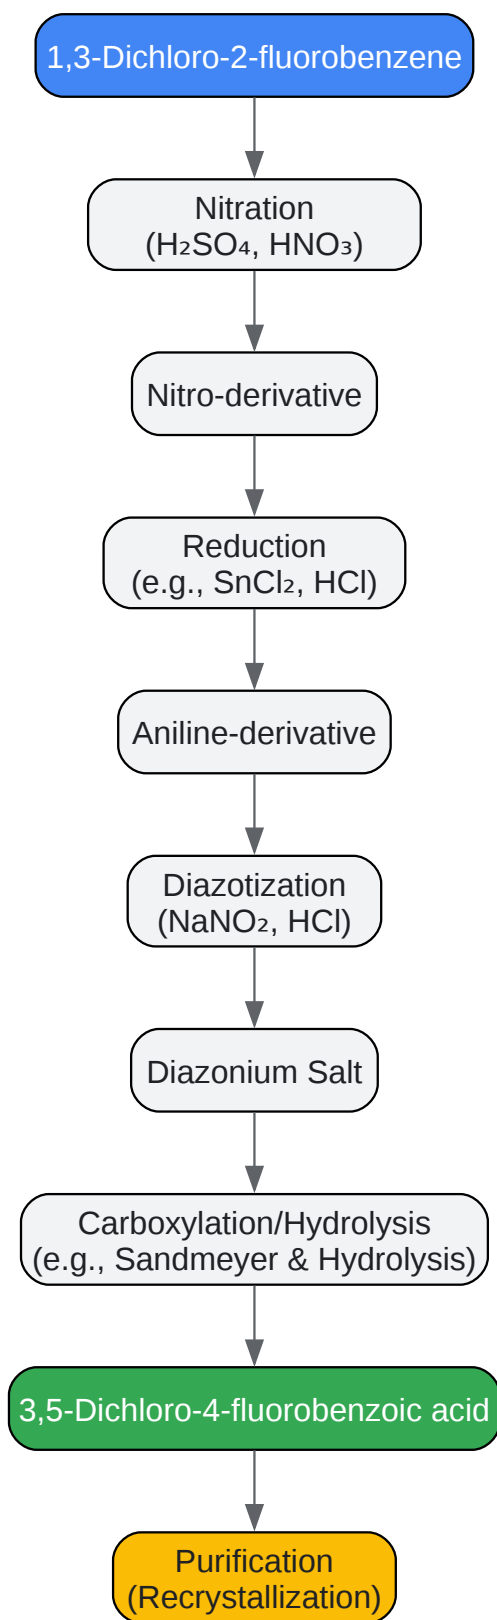 1,3-Dichloro-2-fluorobenzene
Nitration
(H₂SO₄, HNO₃)
Nitro-derivative
Reduction
(e.g., SnCl₂, HCl)
Aniline-derivative
Diazotization
(NaNO₂, HCl)
Diazonium Salt
Carboxylation/Hydrolysis
(e.g., Sandmeyer & Hydrolysis)
3,5-Dichloro-4-fluorobenzoic acid
Purification
(Recrystallization)